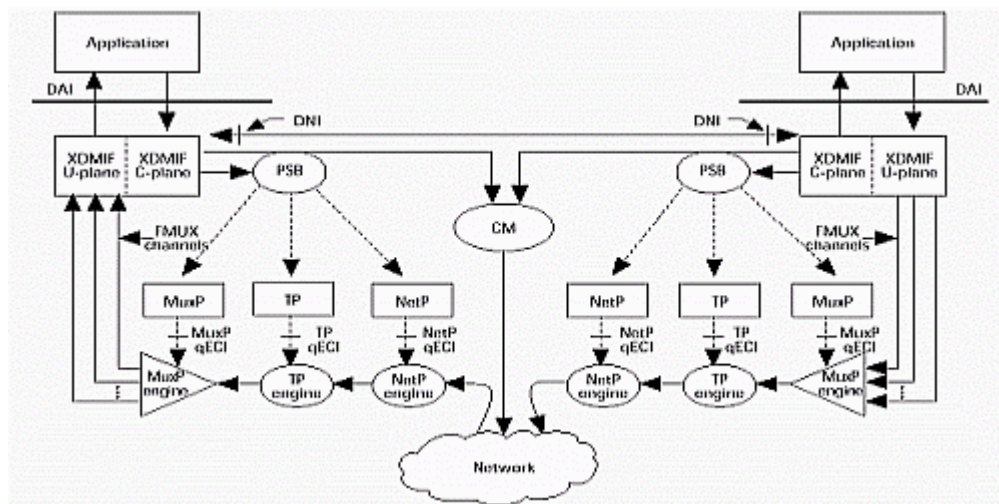 Application
Application
DAI
DAI
DNI
DNI
XDMIF
U-plane
XDMIF
C-plane
PSB
PSB
XDMIF
C-plane
XDMIF
U-plane
CM
FMUX
channels
FMUX
channels
MuxP
TP
NetP
NetP
TP
MuxP
MuxP
qECI
TP
qECI
NetP
qECI
NetP
qECI
TP
qECI
MuxP
qECI
MuxP
engine
TP
engine
NetP
engine
NetP
engine
TP
engine
MuxP
engine
Network